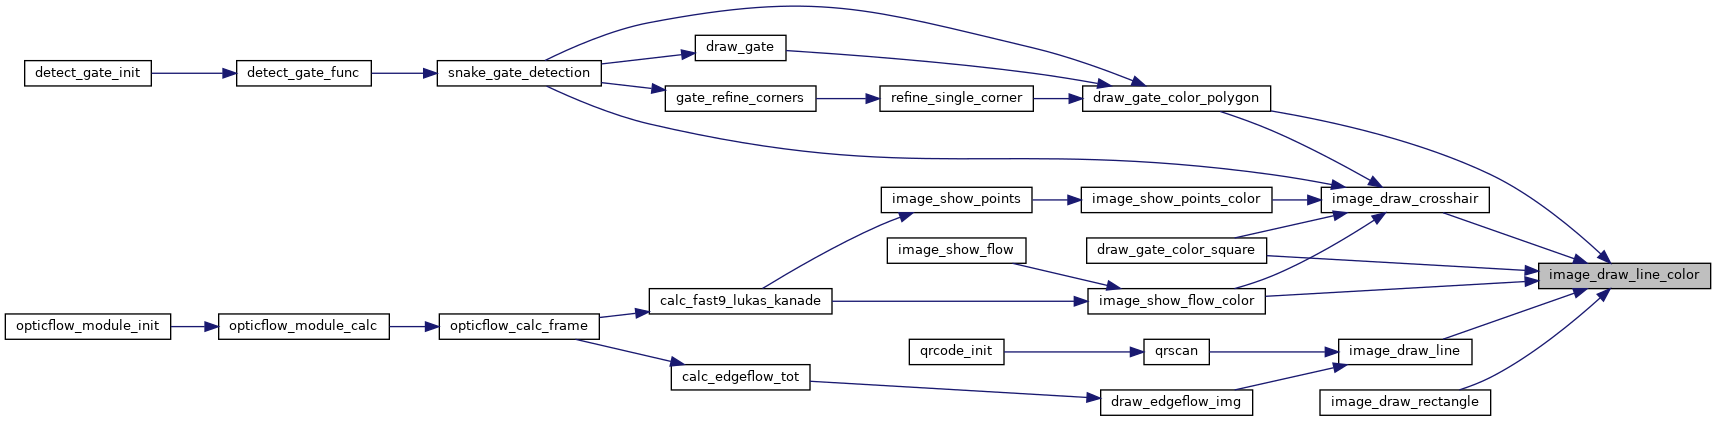 draw_gate
detect_gate_init
detect_gate_func
snake_gate_detection
gate_refine_corners
refine_single_corner
draw_gate_color_polygon
image_show_points
image_show_points_color
image_draw_crosshair
image_show_flow
draw_gate_color_square
image_draw_line_color
calc_fast9_lukas_kanade
image_show_flow_color
opticflow_module_init
opticflow_module_calc
opticflow_calc_frame
qrcode_init
qrscan
image_draw_line
calc_edgeflow_tot
draw_edgeflow_img
image_draw_rectangle